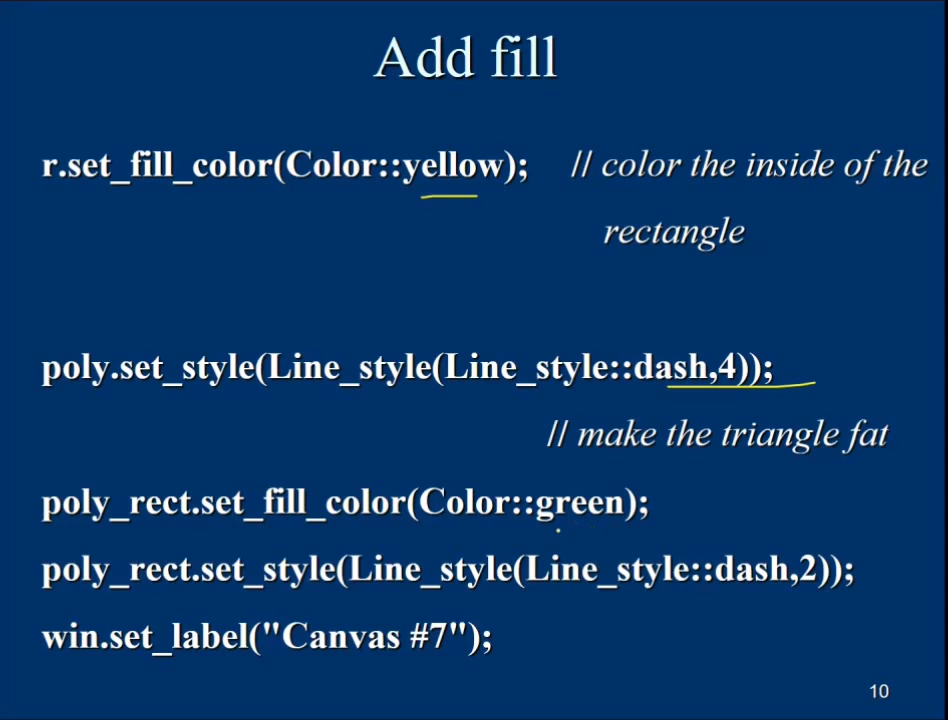 Add fill
r.set_fill_color(Color::yellow); // color the inside of the
rectangle
poly.set_style(Line_style(Line_style::dash,4));
// make the triangle fat
poly_rect.set_fill_color(Color::green);
poly_rect.set_style(Line_style(Line_style::dash,2));
win.set_label("Canvas #7");
10